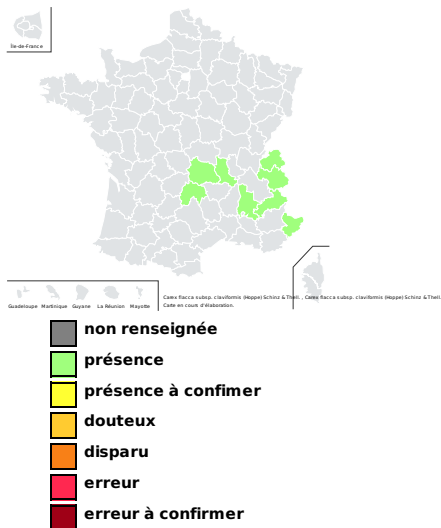 Île-de-France
Guadeloupe Martinique Guyane La Réunion Mayotte
Carex flacca subsp. claviformis (Hoppe) Schinz & Thell. , Carex flacca subsp. claviformis (Hoppe) Schinz & Thell.
Carte en cours d'élaboration.
non renseignée
présence
présence à confimer
douteux
disparu
erreur
erreur à confirmer